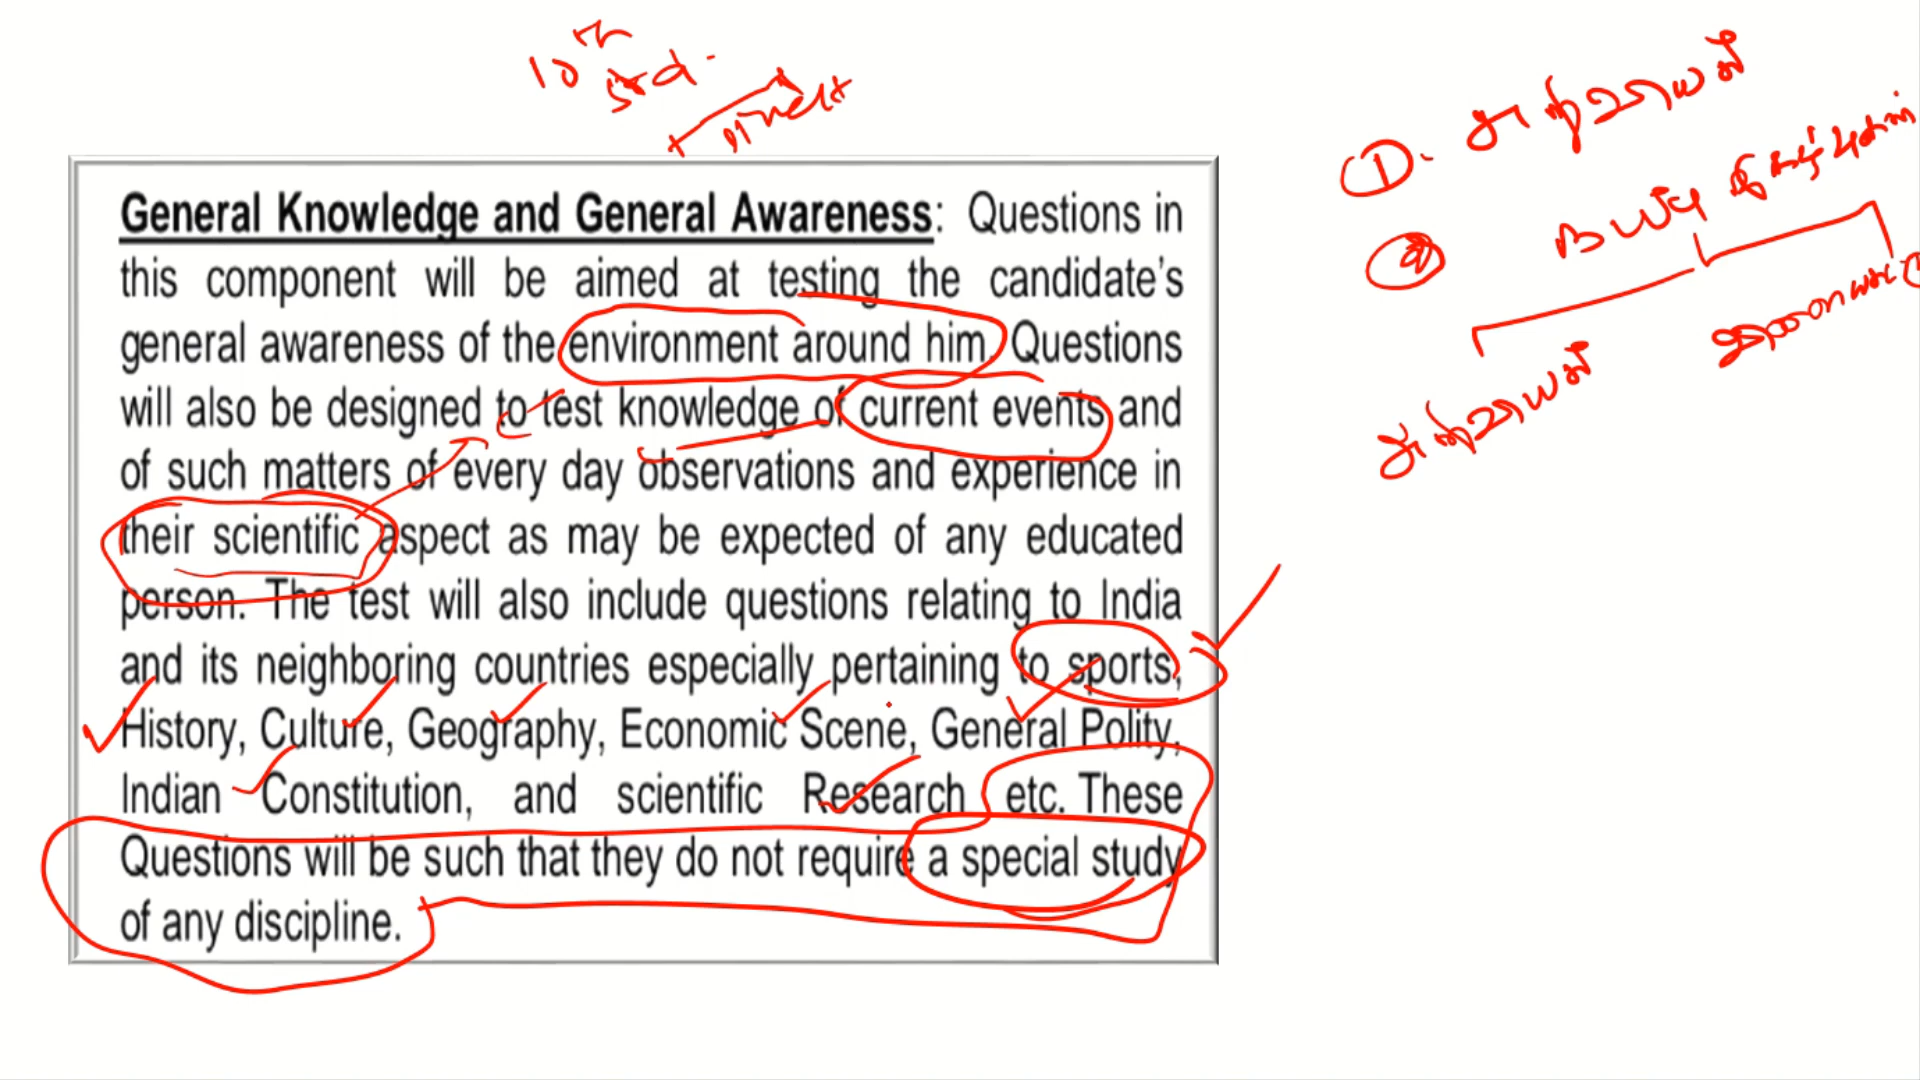 10th
std.
General Knowledge and General Awareness: Questions in
this component will be aimed at testing the candidate's
general awareness of the environment around him. Questions
will also be designed to test knowledge of current events and
of such matters of every day observations and experience in
their scientific aspect as may be expected of any educated
person. The test will also include questions relating to India
and its neighboring countries especially pertaining to sports,
History, Culture, Geography, Economic Scene, General Polity,
Indian Constitution, and scientific Research etc. These
Questions will be such that they do not require a special study
of any discipline.
1.